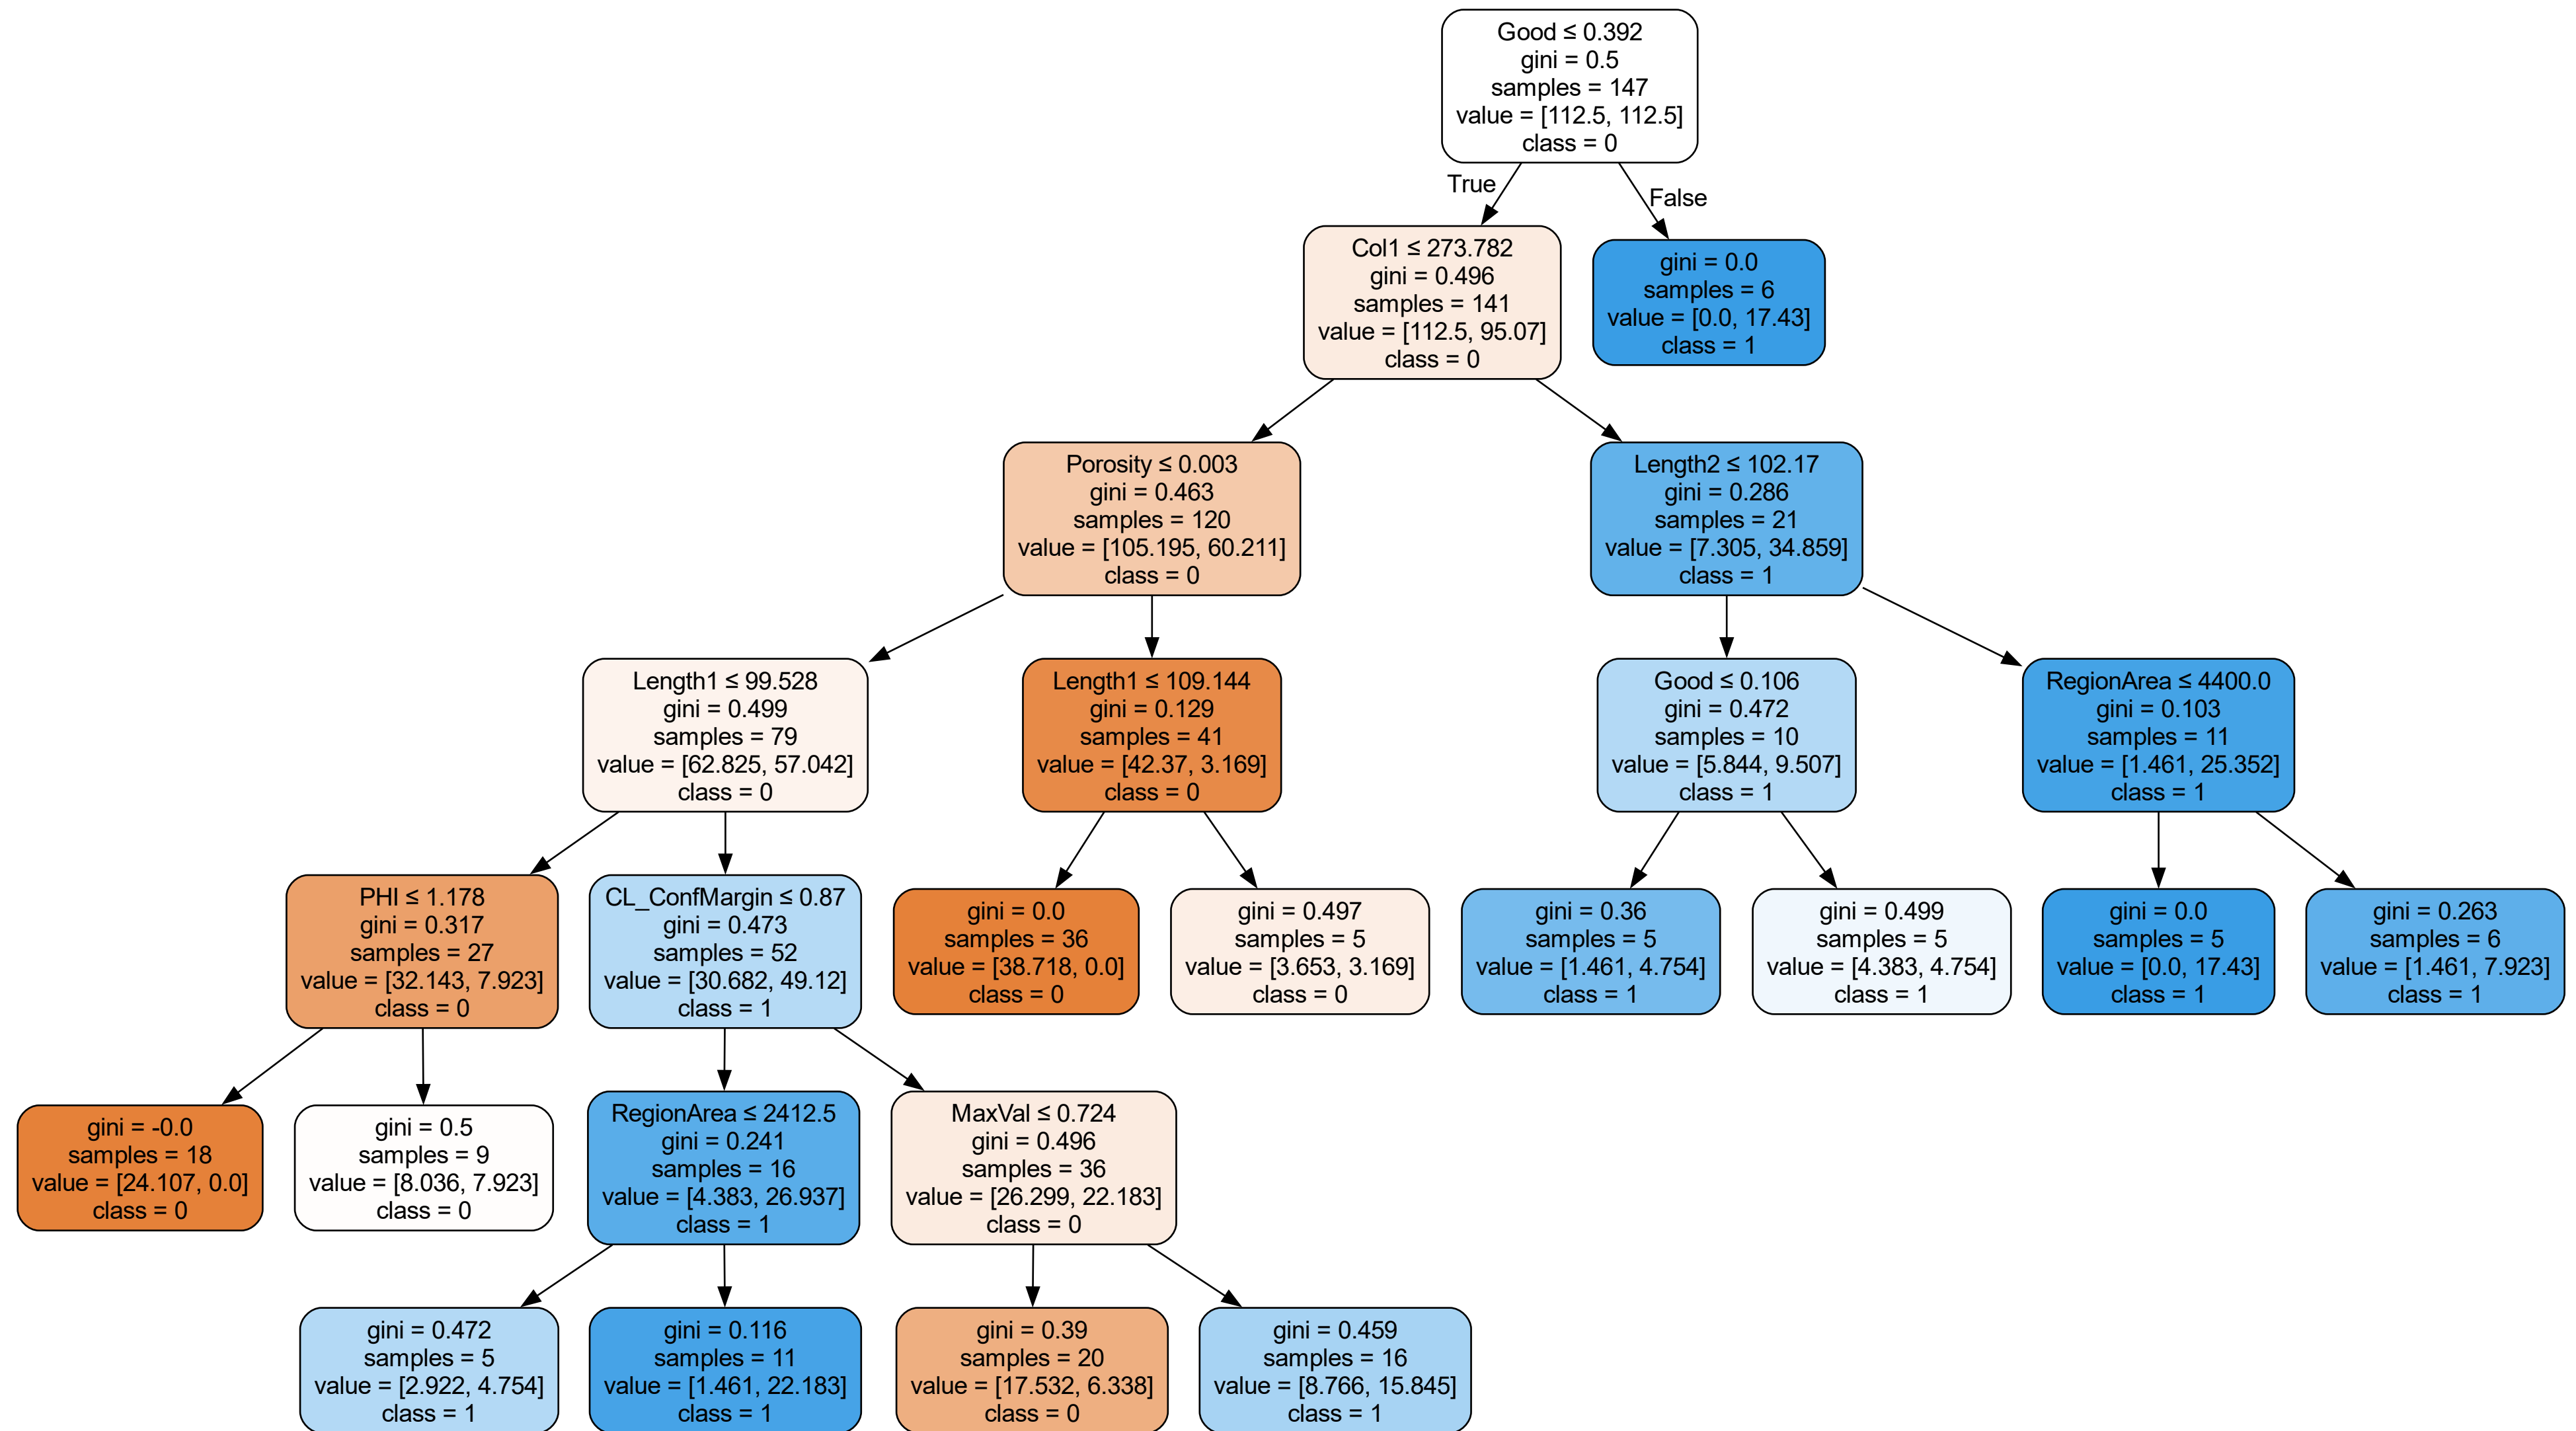 Good ≤ 0.392
gini = 0.5
samples = 147
value = [112.5, 112.5]
class = 0
True
False
Col1 ≤ 273.782
gini = 0.496
samples = 141
value = [112.5, 95.07]
class = 0
gini = 0.0
samples = 6
value = [0.0, 17.43]
class = 1
Porosity ≤ 0.003
gini = 0.463
samples = 120
value = [105.195, 60.211]
class = 0
Length2 ≤ 102.17
gini = 0.286
samples = 21
value = [7.305, 34.859]
class = 1
Length1 ≤ 99.528
gini = 0.499
samples = 79
value = [62.825, 57.042]
class = 0
Length1 ≤ 109.144
gini = 0.129
samples = 41
value = [42.37, 3.169]
class = 0
Good ≤ 0.106
gini = 0.472
samples = 10
value = [5.844, 9.507]
class = 1
RegionArea ≤ 4400.0
gini = 0.103
samples = 11
value = [1.461, 25.352]
class = 1
PHI ≤ 1.178
gini = 0.317
samples = 27
value = [32.143, 7.923]
class = 0
CL_ConfMargin ≤ 0.87
gini = 0.473
samples = 52
value = [30.682, 49.12]
class = 1
gini = 0.0
samples = 36
value = [38.718, 0.0]
class = 0
gini = 0.497
samples = 5
value = [3.653, 3.169]
class = 0
gini = 0.36
samples = 5
value = [1.461, 4.754]
class = 1
gini = 0.499
samples = 5
value = [4.383, 4.754]
class = 1
gini = 0.0
samples = 5
value = [0.0, 17.43]
class = 1
gini = 0.263
samples = 6
value = [1.461, 7.923]
class = 1
gini = -0.0
samples = 18
value = [24.107, 0.0]
class = 0
gini = 0.5
samples = 9
value = [8.036, 7.923]
class = 0
RegionArea ≤ 2412.5
gini = 0.241
samples = 16
value = [4.383, 26.937]
class = 1
MaxVal ≤ 0.724
gini = 0.496
samples = 36
value = [26.299, 22.183]
class = 0
gini = 0.472
samples = 5
value = [2.922, 4.754]
class = 1
gini = 0.116
samples = 11
value = [1.461, 22.183]
class = 1
gini = 0.39
samples = 20
value = [17.532, 6.338]
class = 0
gini = 0.459
samples = 16
value = [8.766, 15.845]
class = 1